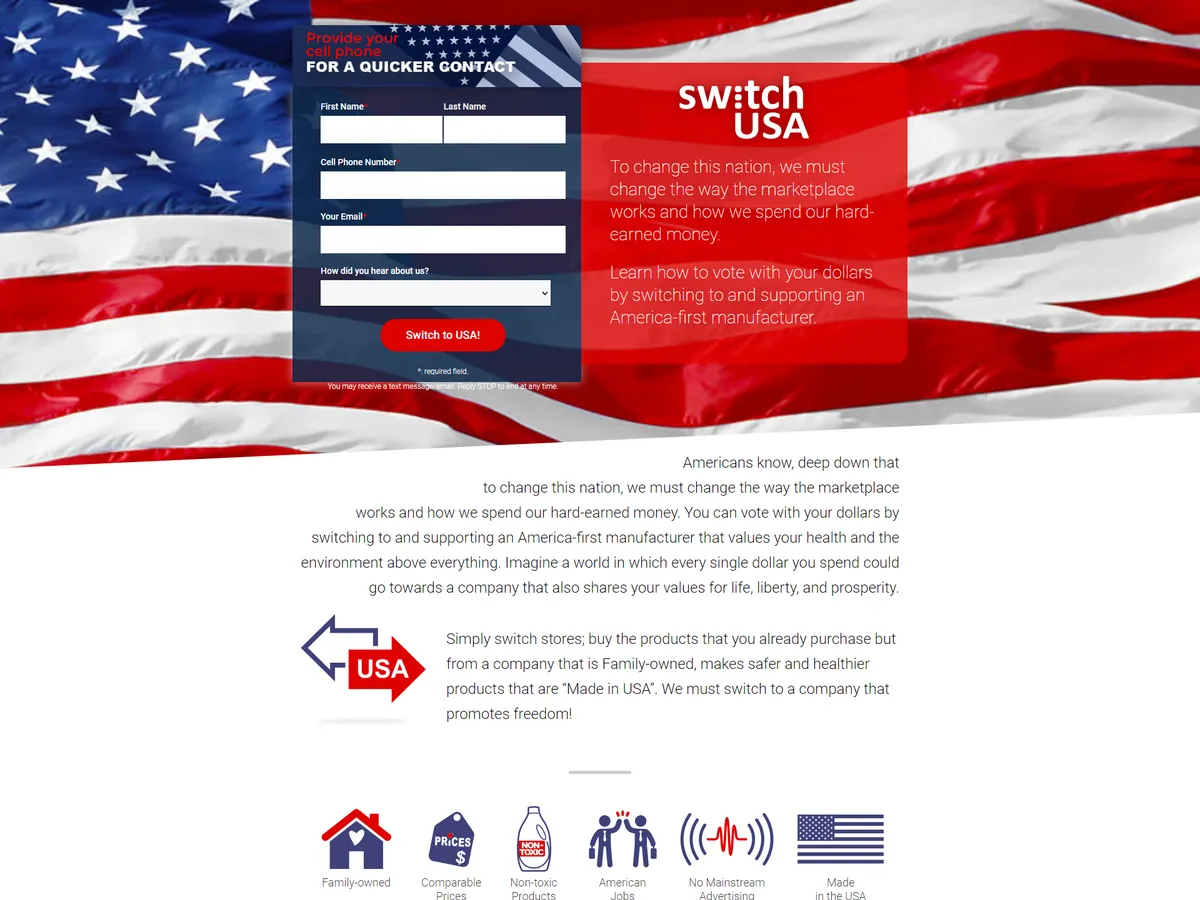 Provide your
cell phone
FOR A QUICKER CONTACT
First Name* Last Name
Cell Phone Number*
Your Email*
How did you hear about us?
Switch to USA!
*: required field.
You may receive a text message/email. Reply STOP to end at any time.
switch
USA
To change this nation, we must
change the way the marketplace
works and how we spend our hard-
earned money.
Learn how to vote with your dollars
by switching to and supporting an
America-first manufacturer.
Americans know, deep down that
to change this nation, we must change the way the marketplace
works and how we spend our hard-earned money. You can vote with your dollars by
switching to and supporting an America-first manufacturer that values your health and the
environment above everything. Imagine a world in which every single dollar you spend could
go towards a company that also shares your values for life, liberty, and prosperity.
USA
Simply switch stores; buy the products that you already purchase but
from a company that is Family-owned, makes safer and healthier
products that are “Made in USA”. We must switch to a company that
promotes freedom!
PRiCES
$
NON-
TOXIC
Family-owned
Comparable
Prices
Non-toxic
Products
American
Jobs
No Mainstream
Advertising
Made
in the USA